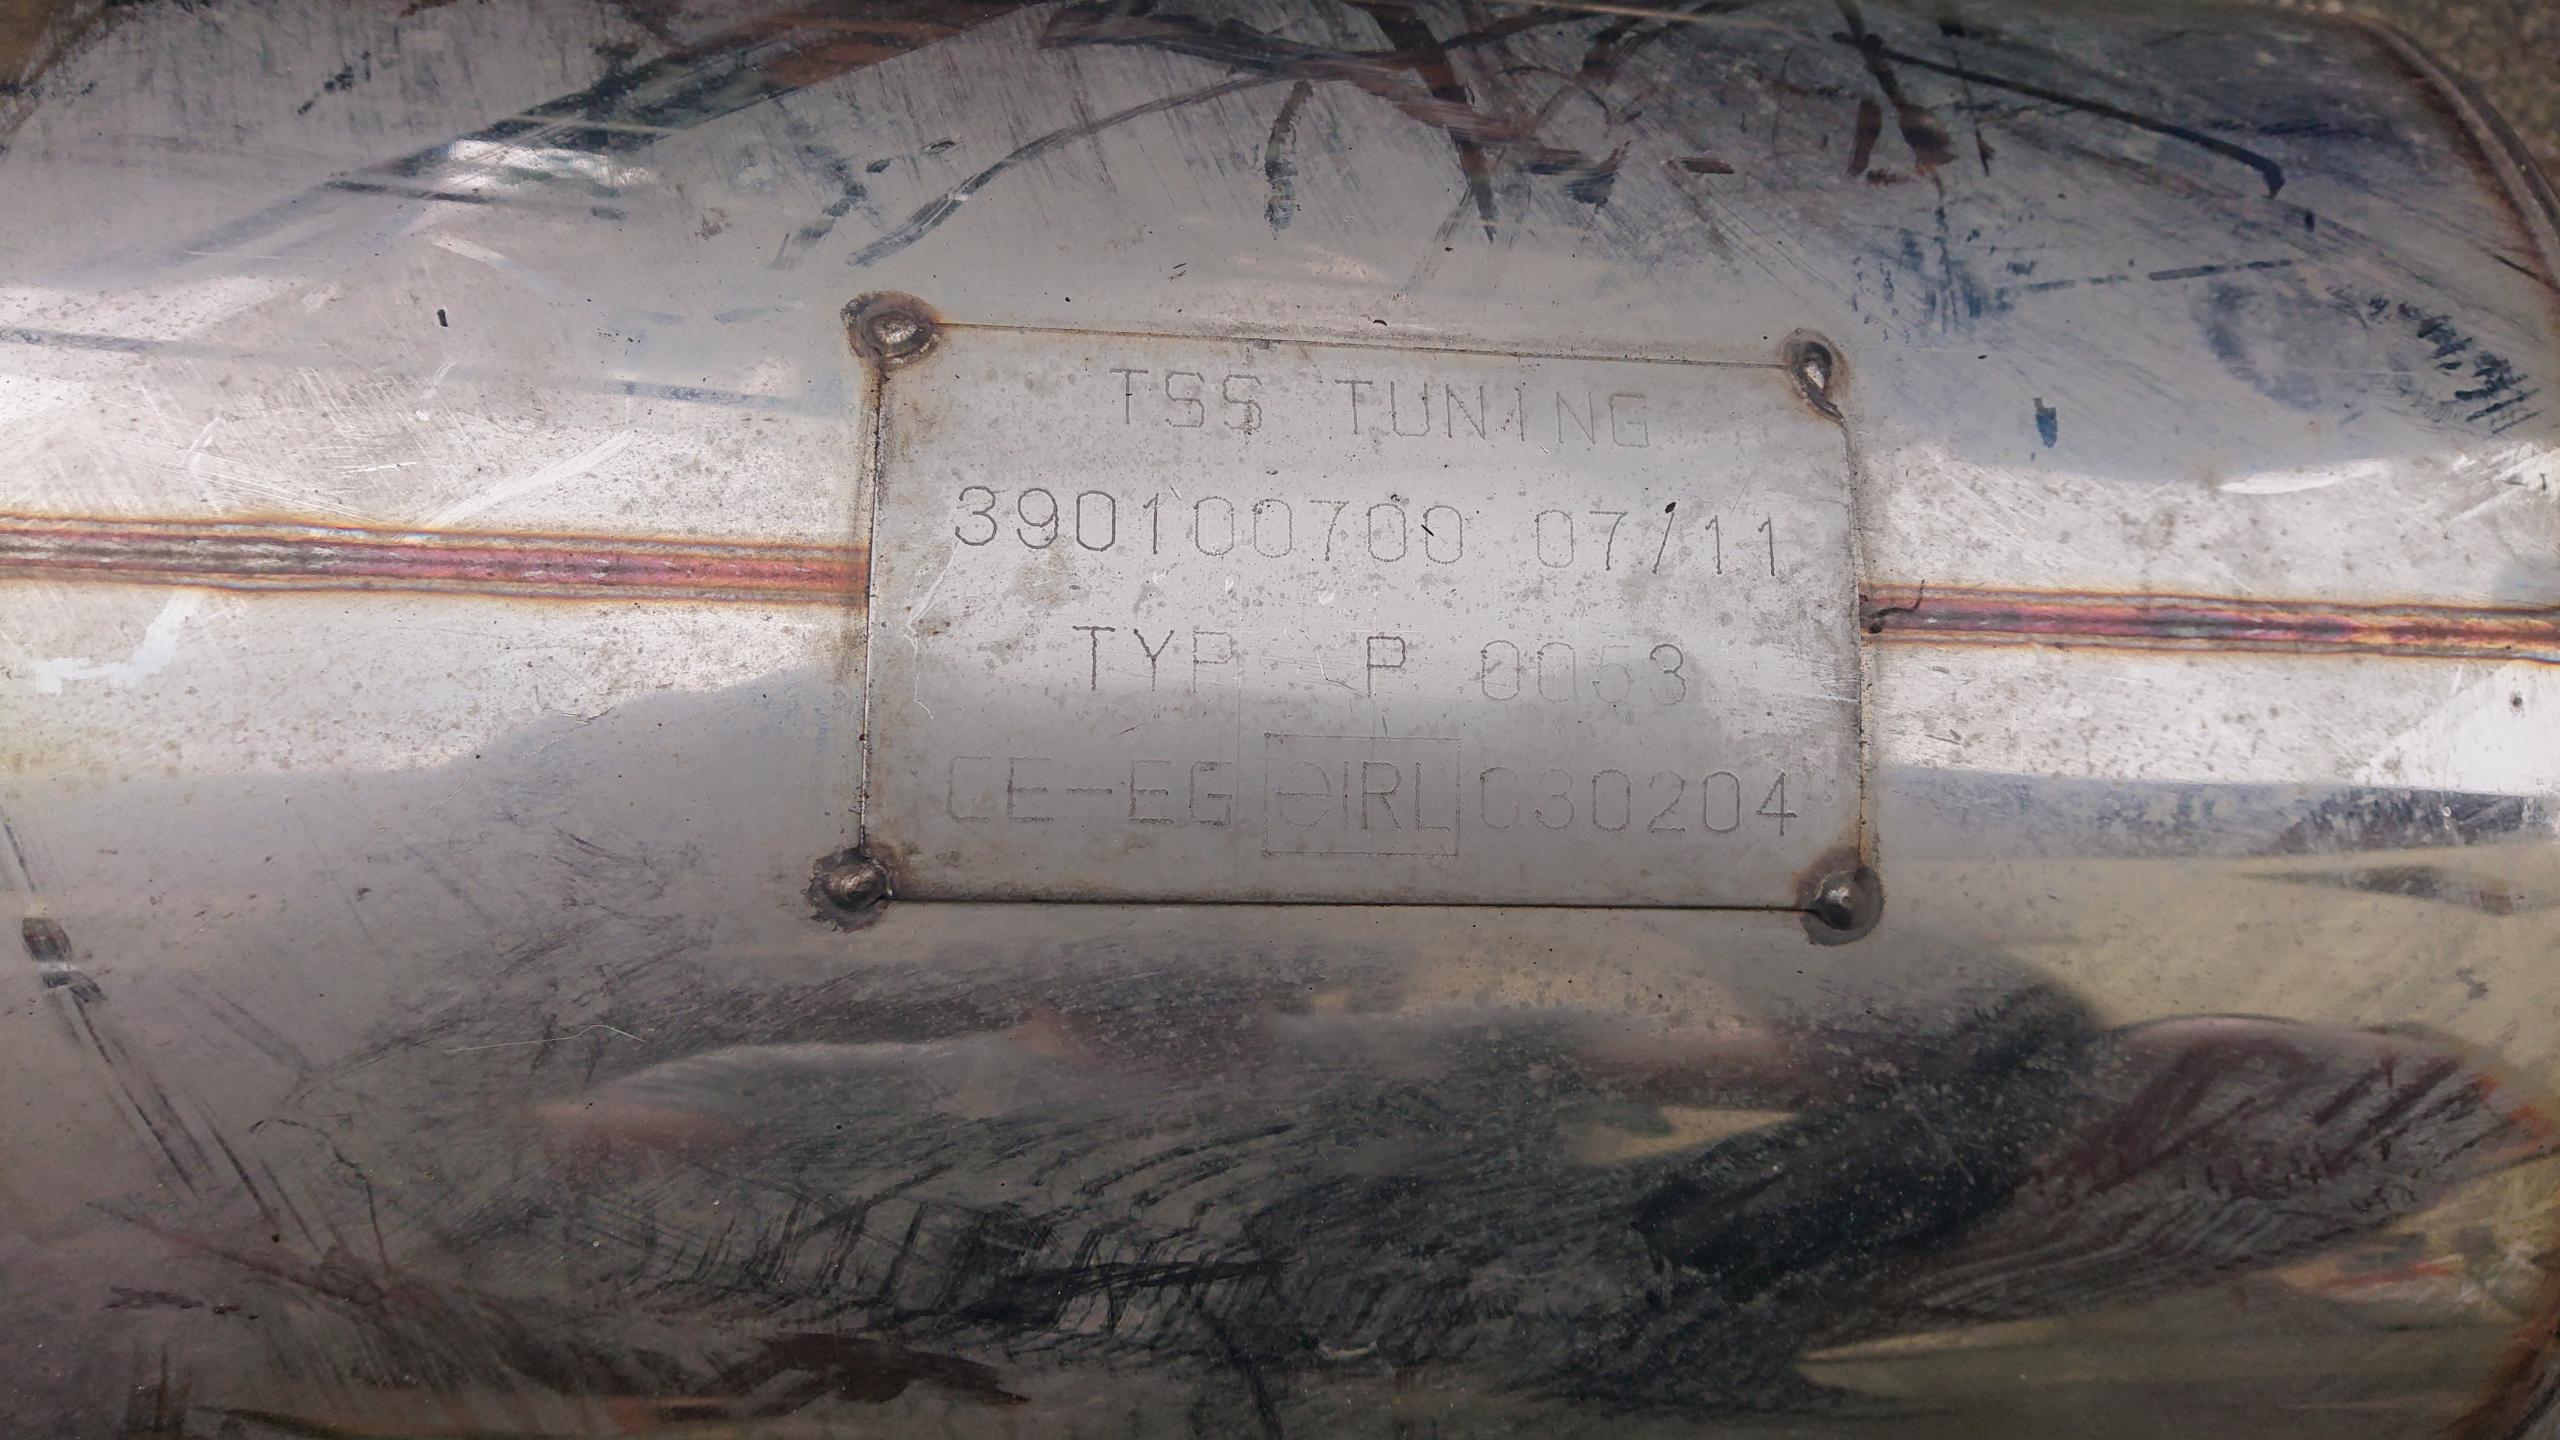 TSS TUNING
390100700 07/11
TYP P 0053
CE-EG eIRL 030204